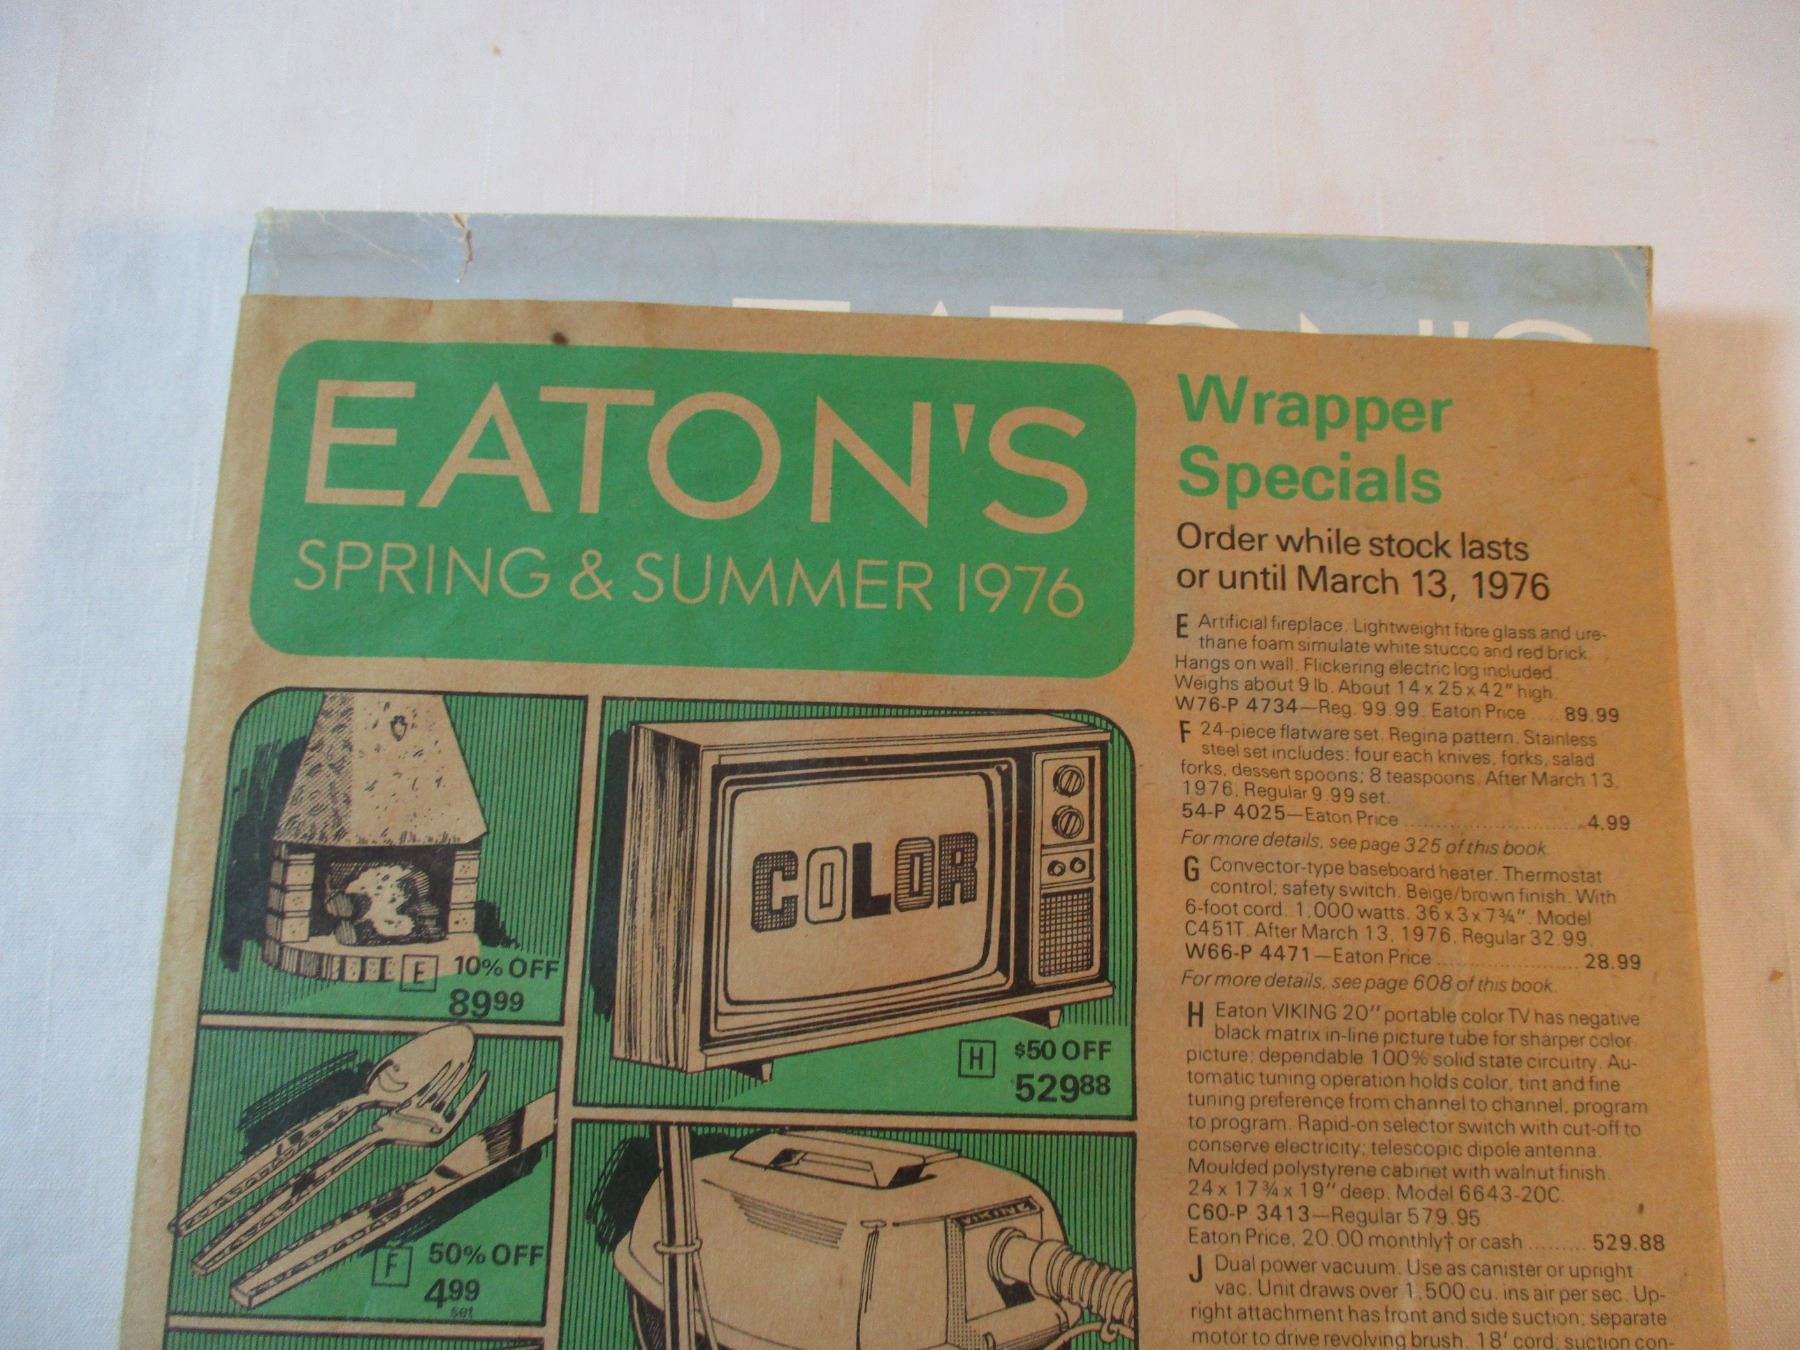 EATON'S
EATON'S
SPRING & SUMMER 1976
E 10% OFF
89.99
COLOR
H $50 OFF
529.88
F 50% OFF
4.99
set
VIKING
Wrapper
Specials
Order while stock lasts
or until March 13, 1976
E Artificial fireplace. Lightweight fibre glass and ure-
thane foam simulate white stucco and red brick.
Hangs on wall. Flickering electric log included.
Weighs about 9 lb. About 14 x 25 x 42" high.
W76-P 4734—Reg. 99.99. Eaton Price ..... 89.99
F 24-piece flatware set. Regina pattern. Stainless
steel set includes: four each knives, forks, salad
forks, dessert spoons; 8 teaspoons. After March 13,
1976, Regular 9.99 set.
54-P 4025—Eaton Price ........................ 4.99
For more details, see page 325 of this book.
G Convector-type baseboard heater. Thermostat
control; safety switch. Beige/brown finish. With
6-foot cord. 1,000 watts. 36 x 3 x 7¾". Model
C451T. After March 13, 1976, Regular 32.99.
W66-P 4471—Eaton Price .................... 28.99
For more details, see page 608 of this book.
H Eaton VIKING 20" portable color TV has negative
black matrix in-line picture tube for sharper color
picture; dependable 100% solid state circuitry. Au-
tomatic tuning operation holds color, tint and fine
tuning preference from channel to channel, program
to program. Rapid-on selector switch with cut-off to
conserve electricity; telescopic dipole antenna.
Moulded polystyrene cabinet with walnut finish.
24 x 17¾ x 19" deep. Model 6643-20C.
C60-P 3413—Regular 579.95
Eaton Price, 20.00 monthly† or cash ......... 529.88
J Dual power vacuum. Use as canister or upright
vac. Unit draws over 1,500 cu. ins air per sec. Up-
right attachment has front and side suction; separate
motor to drive revolving brush. 18' cord; suction con-